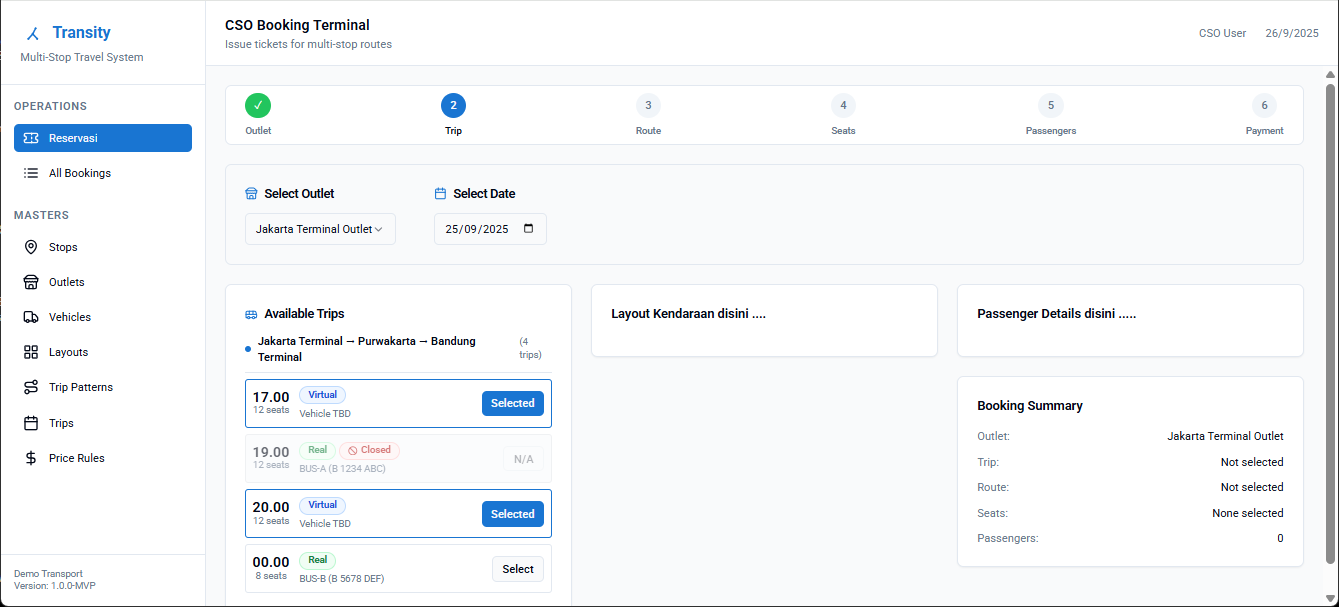 Transity
Multi-Stop Travel System
OPERATIONS
Reservasi
All Bookings
MASTERS
Stops
Outlets
Vehicles
Layouts
Trip Patterns
Trips
Price Rules
Demo Transport
Version: 1.0.0-MVP
CSO Booking Terminal
Issue tickets for multi-stop routes
CSO User 26/9/2025
✓ 2 3 4 5 6
Outlet Trip Route Seats Passengers Payment
Select Outlet Select Date
Jakarta Terminal Outlet 25/09/2025
Available Trips
Jakarta Terminal → Purwakarta → Bandung
Terminal
(4
trips)
17.00 Virtual
12 seats Vehicle TBD
Selected
19.00 Real Closed
12 seats BUS-A (B 1234 ABC)
N/A
20.00 Virtual
12 seats Vehicle TBD
Selected
00.00 Real
8 seats BUS-B (B 5678 DEF)
Select
Layout Kendaraan disini ....
Passenger Details disini .....
Booking Summary
Outlet: Jakarta Terminal Outlet
Trip: Not selected
Route: Not selected
Seats: None selected
Passengers: 0